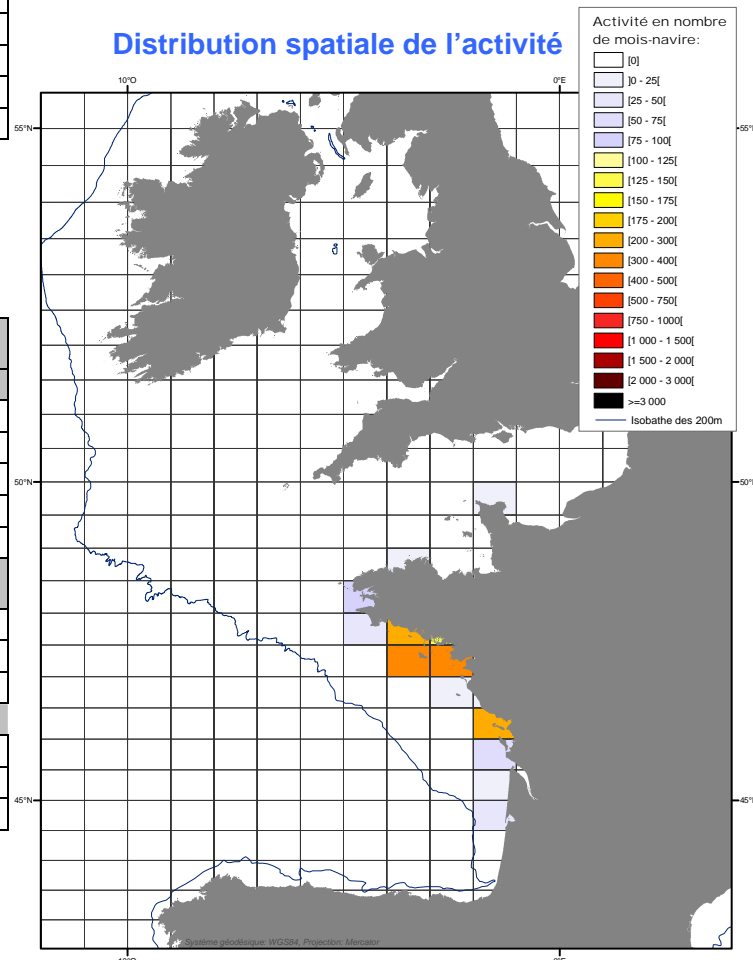 Distribution spatiale de l'activité
Activité en nombre
de mois-navire:
[0]
]0 - 25[
[25 - 50[
[50 - 75[
[75 - 100[
[100 - 125[
[125 - 150[
[150 - 175[
[175 - 200[
[200 - 300[
[300 - 400[
[400 - 500[
[500 - 750[
[750 - 1000[
[1 000 - 1 500[
[1 500 - 2 000[
[2 000 - 3 000[
>=3 000
Isobathe des 200m
10°O
0°E
55°N
50°N
50°N
45°N
45°N
Système géodésique: WGS84, Projection: Mercator